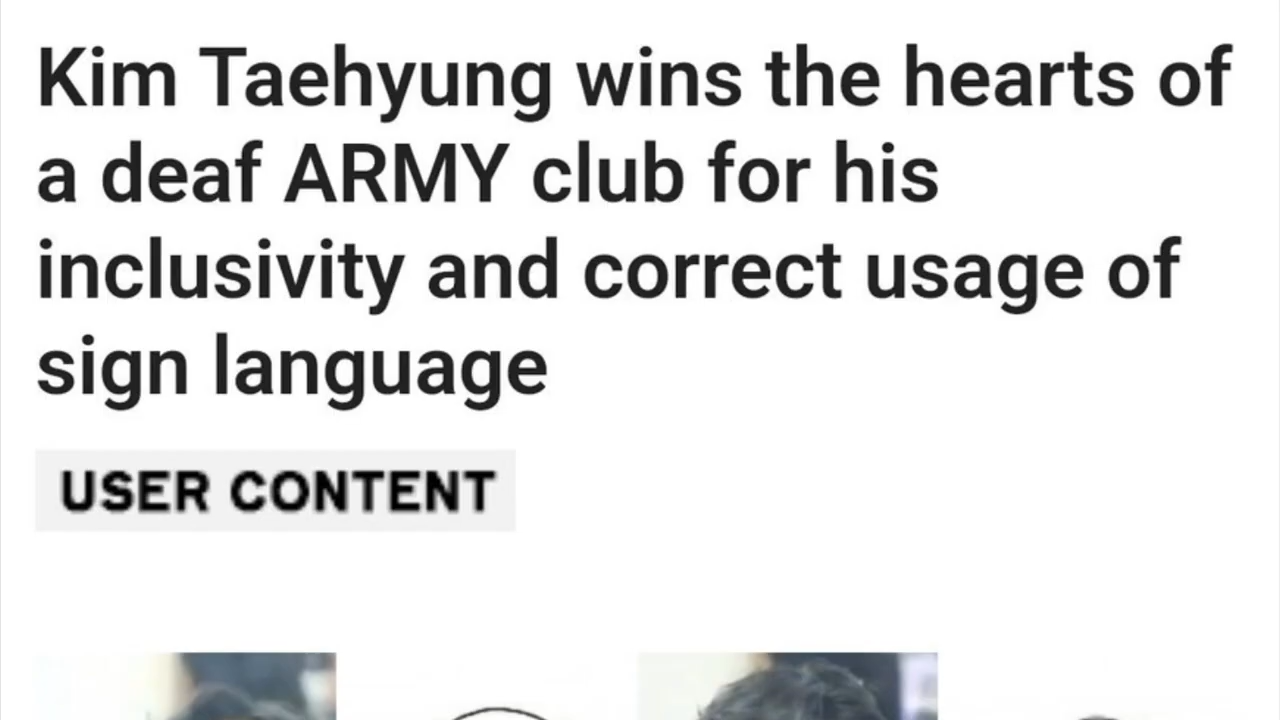 Kim Taehyung wins the hearts of
a deaf ARMY club for his
inclusivity and correct usage of
sign language
USER CONTENT